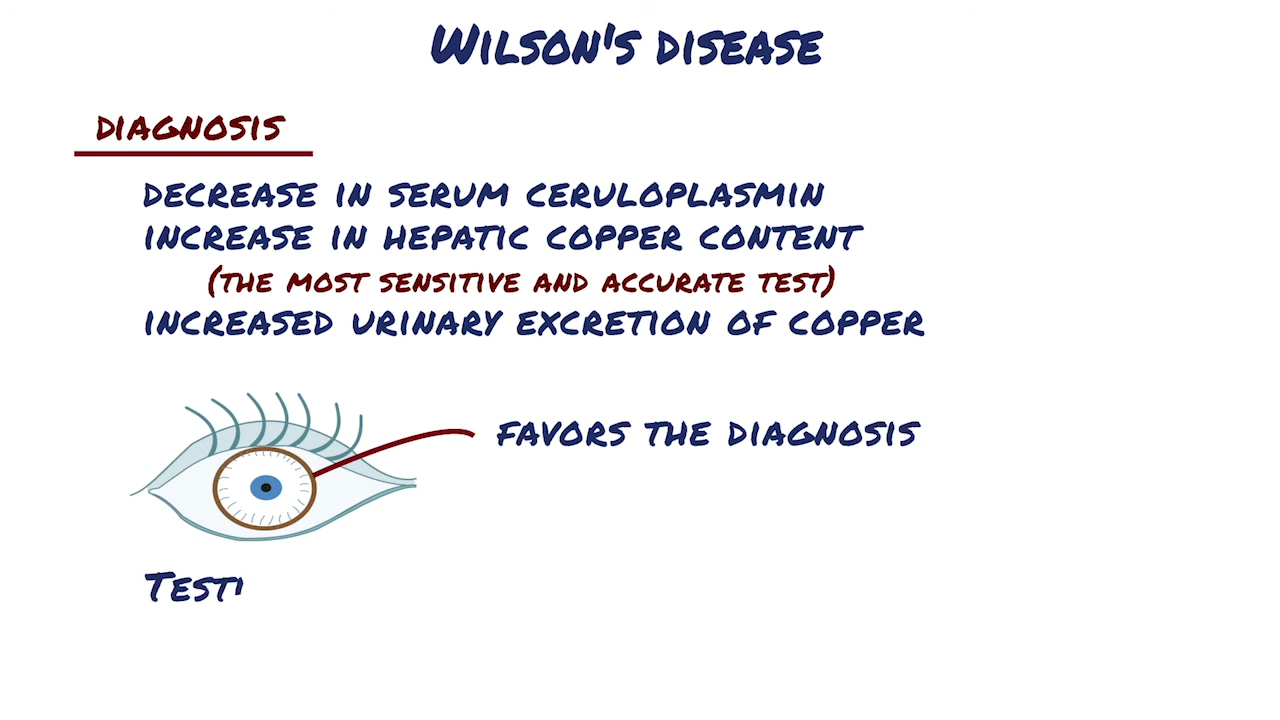 Wilson's disease
diagnosis
decrease in serum ceruloplasmin
increase in hepatic copper content
(the most sensitive and accurate test)
increased urinary excretion of copper
favors the diagnosis
Testi